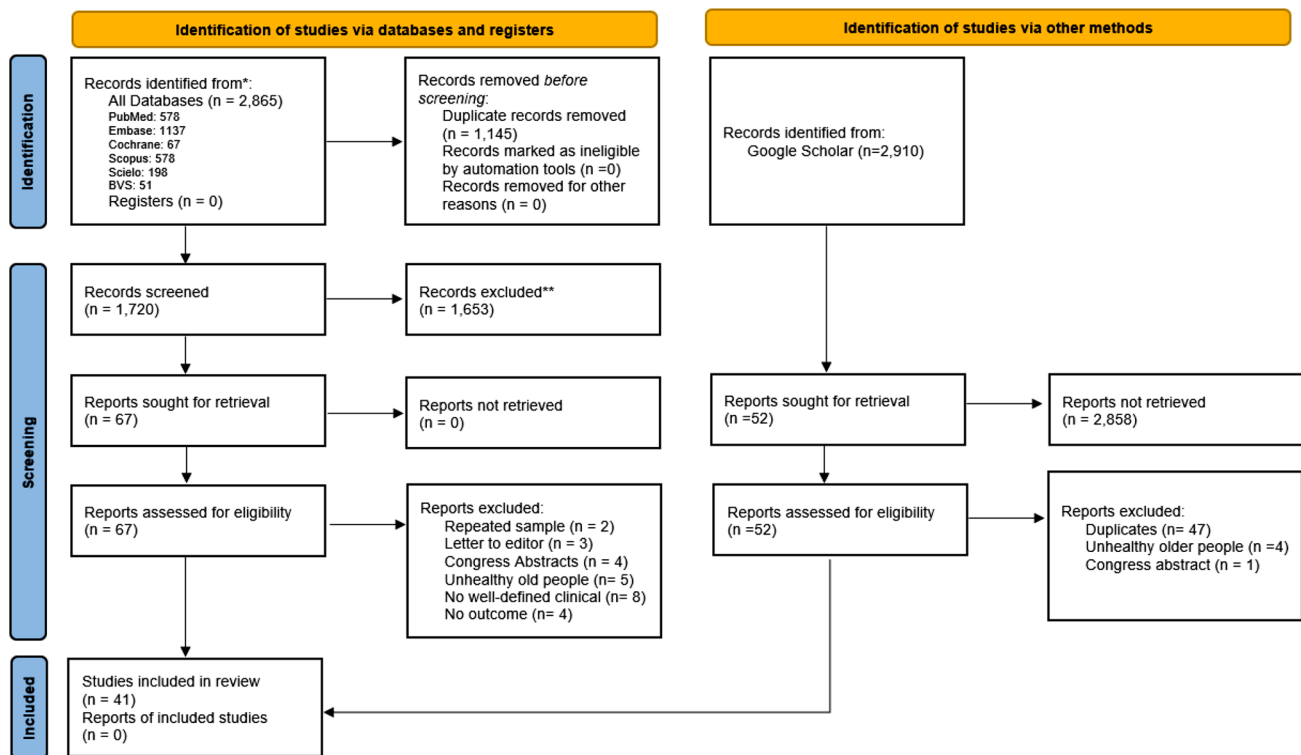 Identification of studies via databases and registers
Identification of studies via other methods
Identification
Records identified from*:
All Databases (n = 2,865)
PubMed: 578
Embase: 1137
Cochrane: 67
Scopus: 578
Scielo: 198
BVS: 51
Registers (n = 0)
Records removed before
screening:
Duplicate records removed
(n = 1,145)
Records marked as ineligible
by automation tools (n =0)
Records removed for other
reasons (n = 0)
Records identified from:
Google Scholar (n=2,910)
Screening
Records screened
(n = 1,720)
Records excluded**
(n = 1,653)
Reports sought for retrieval
(n = 67)
Reports not retrieved
(n = 0)
Reports sought for retrieval
(n =52)
Reports not retrieved
(n = 2,858)
Reports assessed for eligibility
(n = 67)
Reports excluded:
Repeated sample (n = 2)
Letter to editor (n = 3)
Congress Abstracts (n = 4)
Unhealthy old people (n= 5)
No well-defined clinical (n= 8)
No outcome (n= 4)
Reports assessed for eligibility
(n =52)
Reports excluded:
Duplicates (n= 47)
Unhealthy older people (n =4)
Congress abstract (n = 1)
Included
Studies included in review
(n = 41)
Reports of included studies
(n = 0)